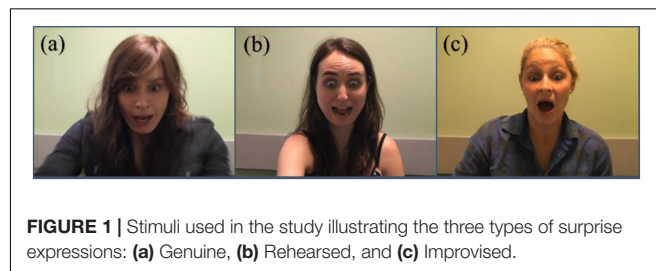 (a) (b) (c)
FIGURE 1 | Stimuli used in the study illustrating the three types of surprise
expressions: (a) Genuine, (b) Rehearsed, and (c) Improvised.